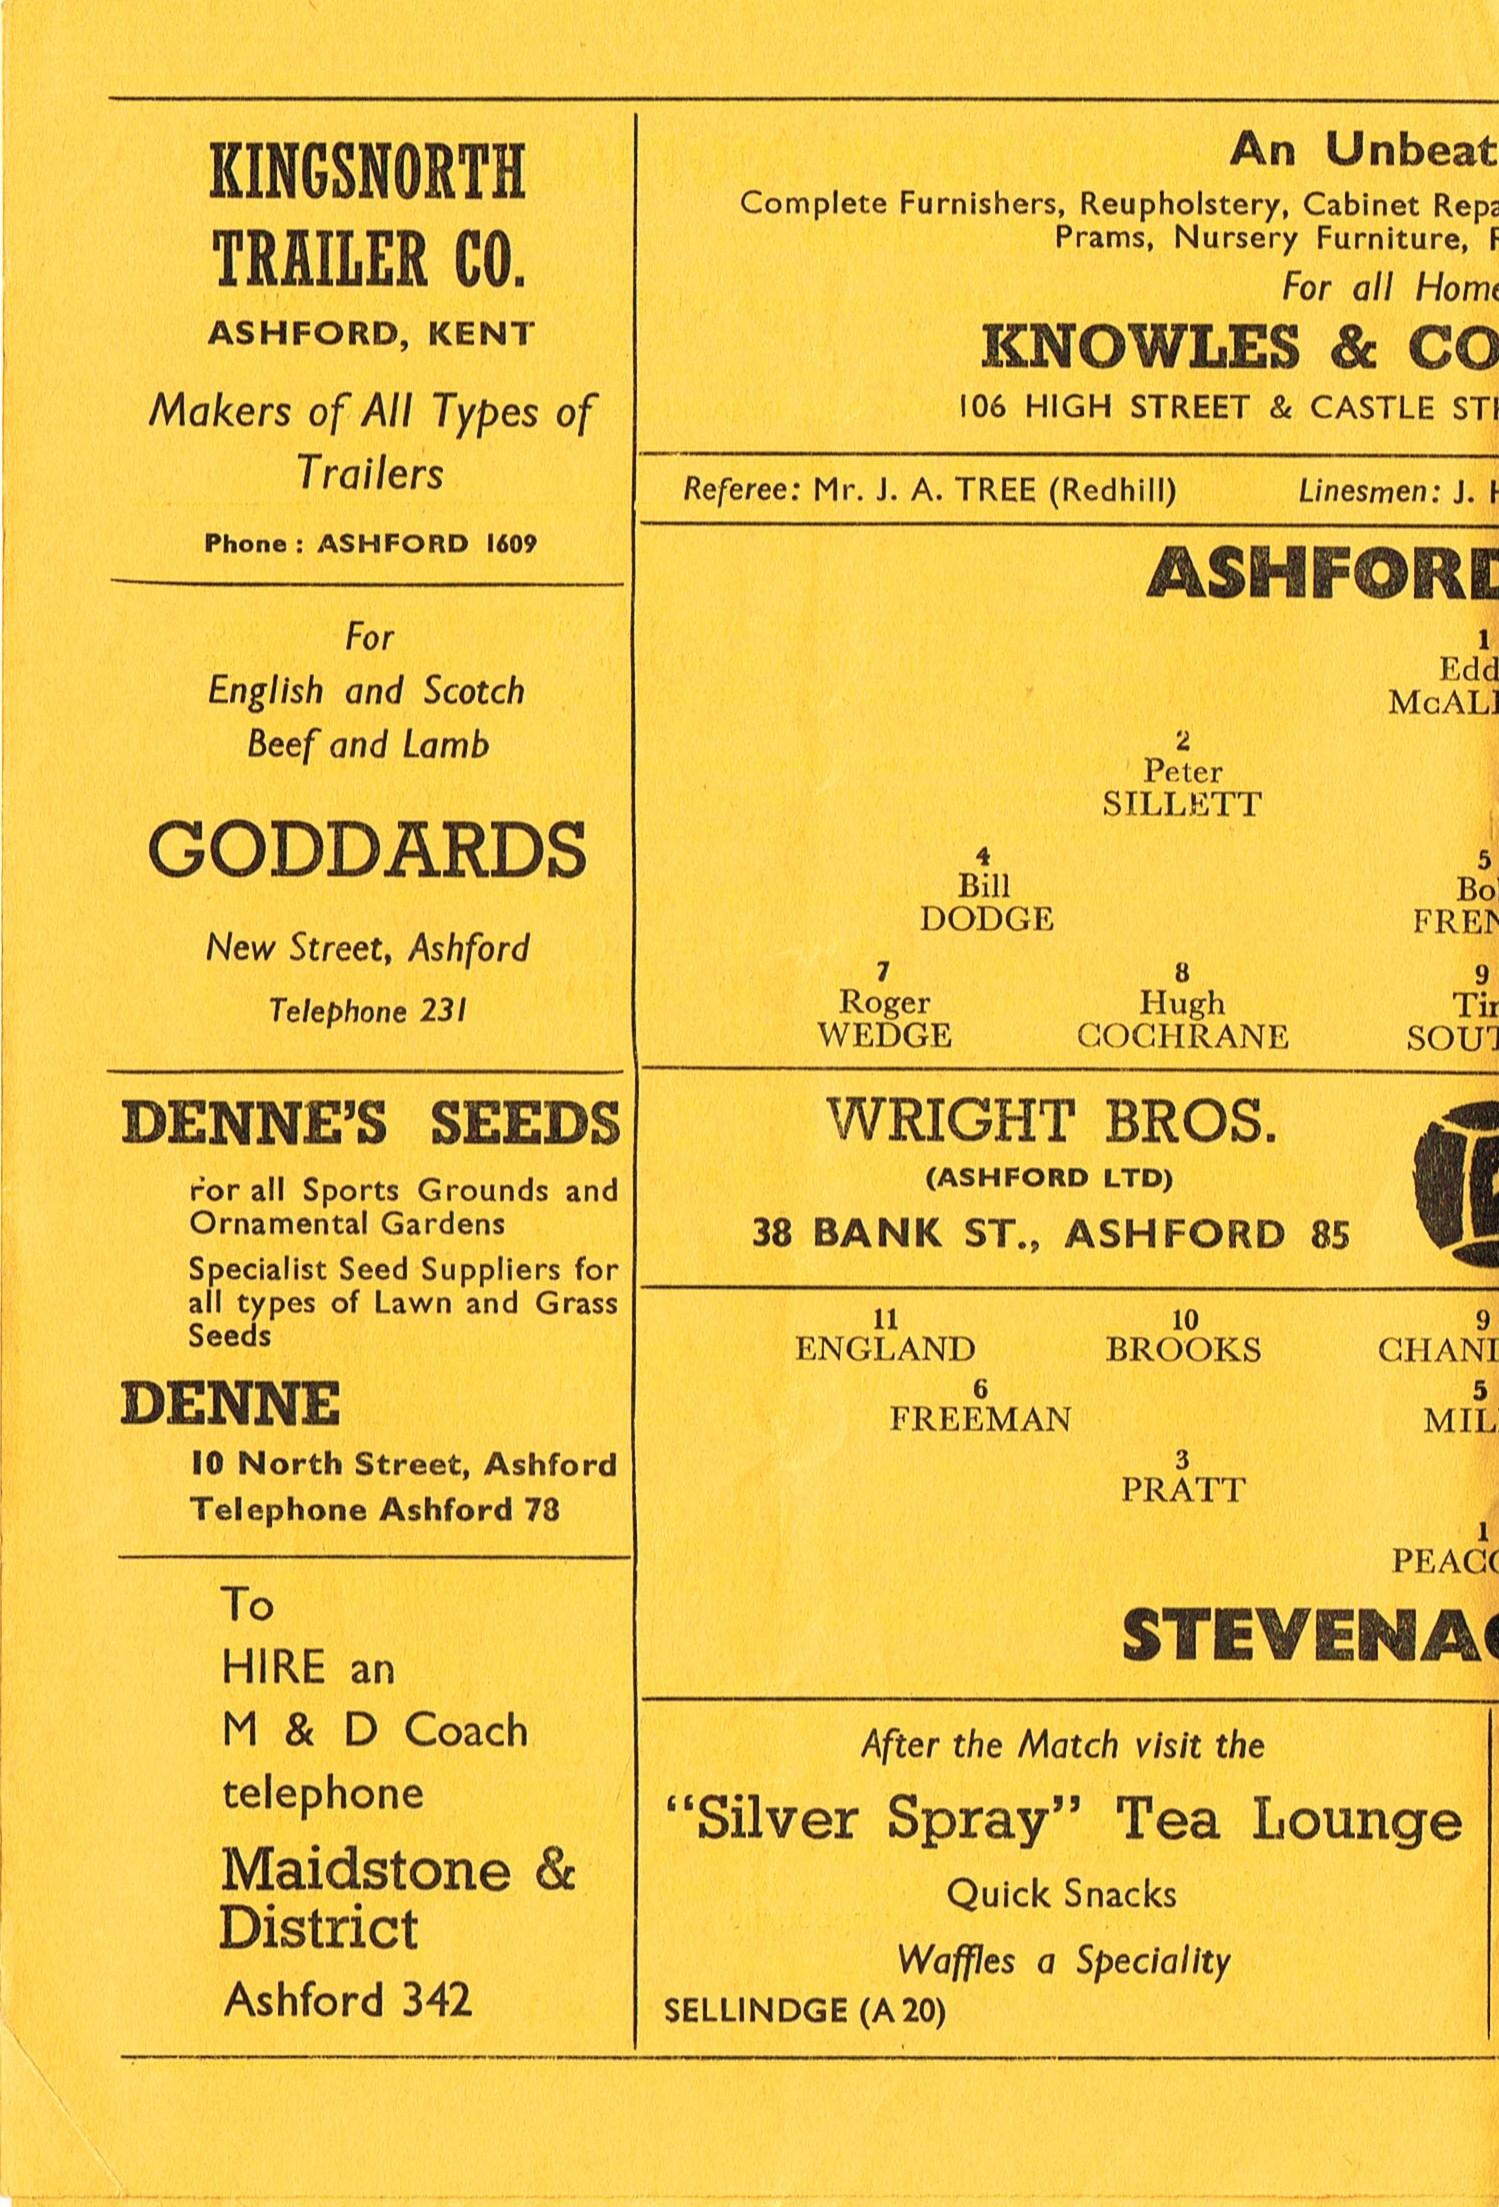 KINGSNORTH
TRAILER CO.
ASHFORD, KENT
Makers of All Types of
Trailers
Phone : ASHFORD 1609
For
English and Scotch
Beef and Lamb
GODDARDS
New Street, Ashford
Telephone 231
DENNE'S SEEDS
For all Sports Grounds and
Ornamental Gardens
Specialist Seed Suppliers for
all types of Lawn and Grass
Seeds
DENNE
10 North Street, Ashford
Telephone Ashford 78
To
HIRE an
M & D Coach
telephone
Maidstone &
District
Ashford 342
An
Complete Furnishers, Reupholstery, Cabinet
Prams, Nursery Furniture,
For all
KNOWLES & CO
106 HIGH STREET & CASTLE
Referee: Mr. J. A. TREE (Redhill) Linesmen: J.
ASHFORD
1
2
Peter
SILLETT
4 5
Bill
DODGE
7 8 9
Roger Hugh
WEDGE COCHRANE
WRIGHT BROS.
(ASHFORD LTD)
38 BANK ST., ASHFORD 85
11 10 9
ENGLAND BROOKS
6 5
FREEMAN
3
PRATT
1
After the Match visit the
"Silver Spray" Tea Lounge
Quick Snacks
Waffles a Speciality
SELLINDGE (A 20)